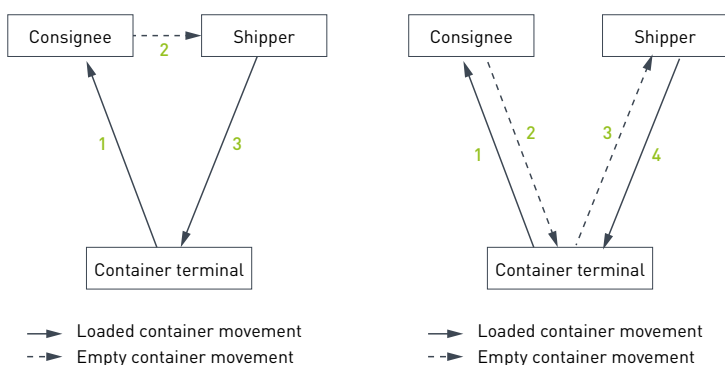 Consignee
2
Shipper
1
3
Container terminal
Loaded container movement
Empty container movement
Consignee
Shipper
2
3
1
4
Container terminal
Loaded container movement
Empty container movement